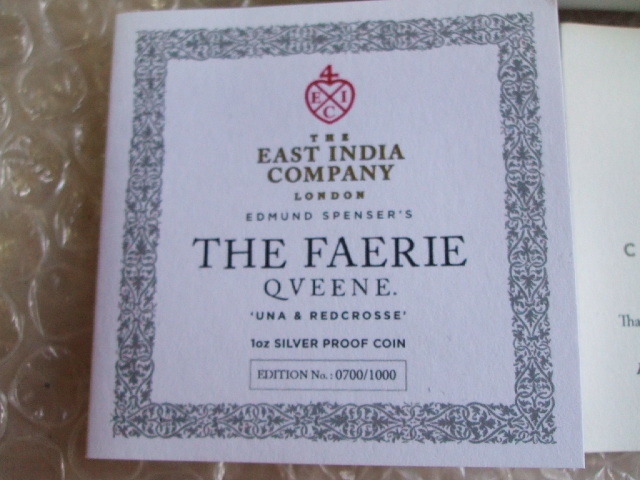 4
E I
C
THE
EAST INDIA
COMPANY
LONDON
EDMUND SPENSER'S
THE FAERIE
QVEENE.
'UNA & REDCROSSE'
1oz SILVER PROOF COIN
EDITION No.: 0700/1000
C
Tha